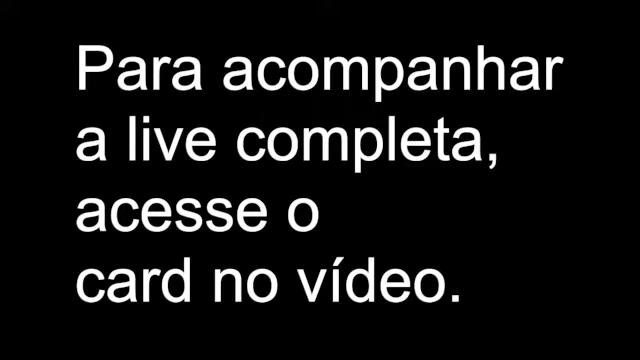 Para acompanhar
a live completa,
acesse o
card no vídeo.